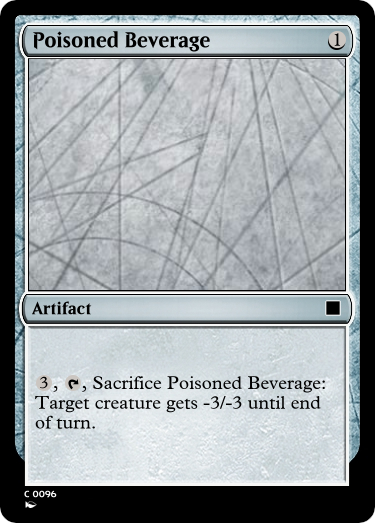 Poisoned Beverage 1
Artifact
3, , Sacrifice Poisoned Beverage:
Target creature gets -3/-3 until end
of turn.
C 0096